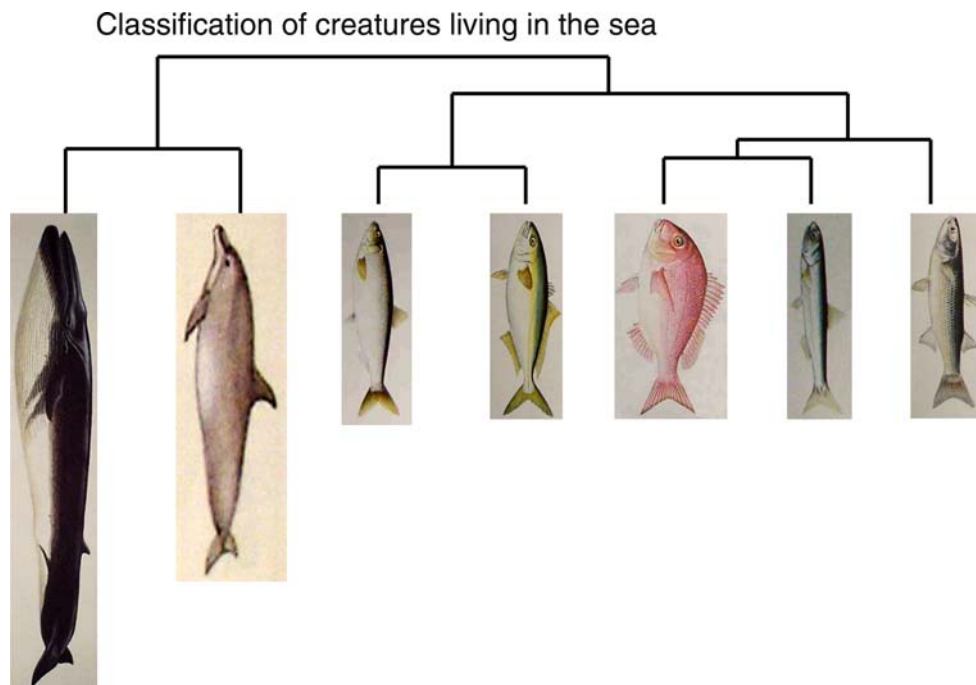 Classification of creatures living in the sea